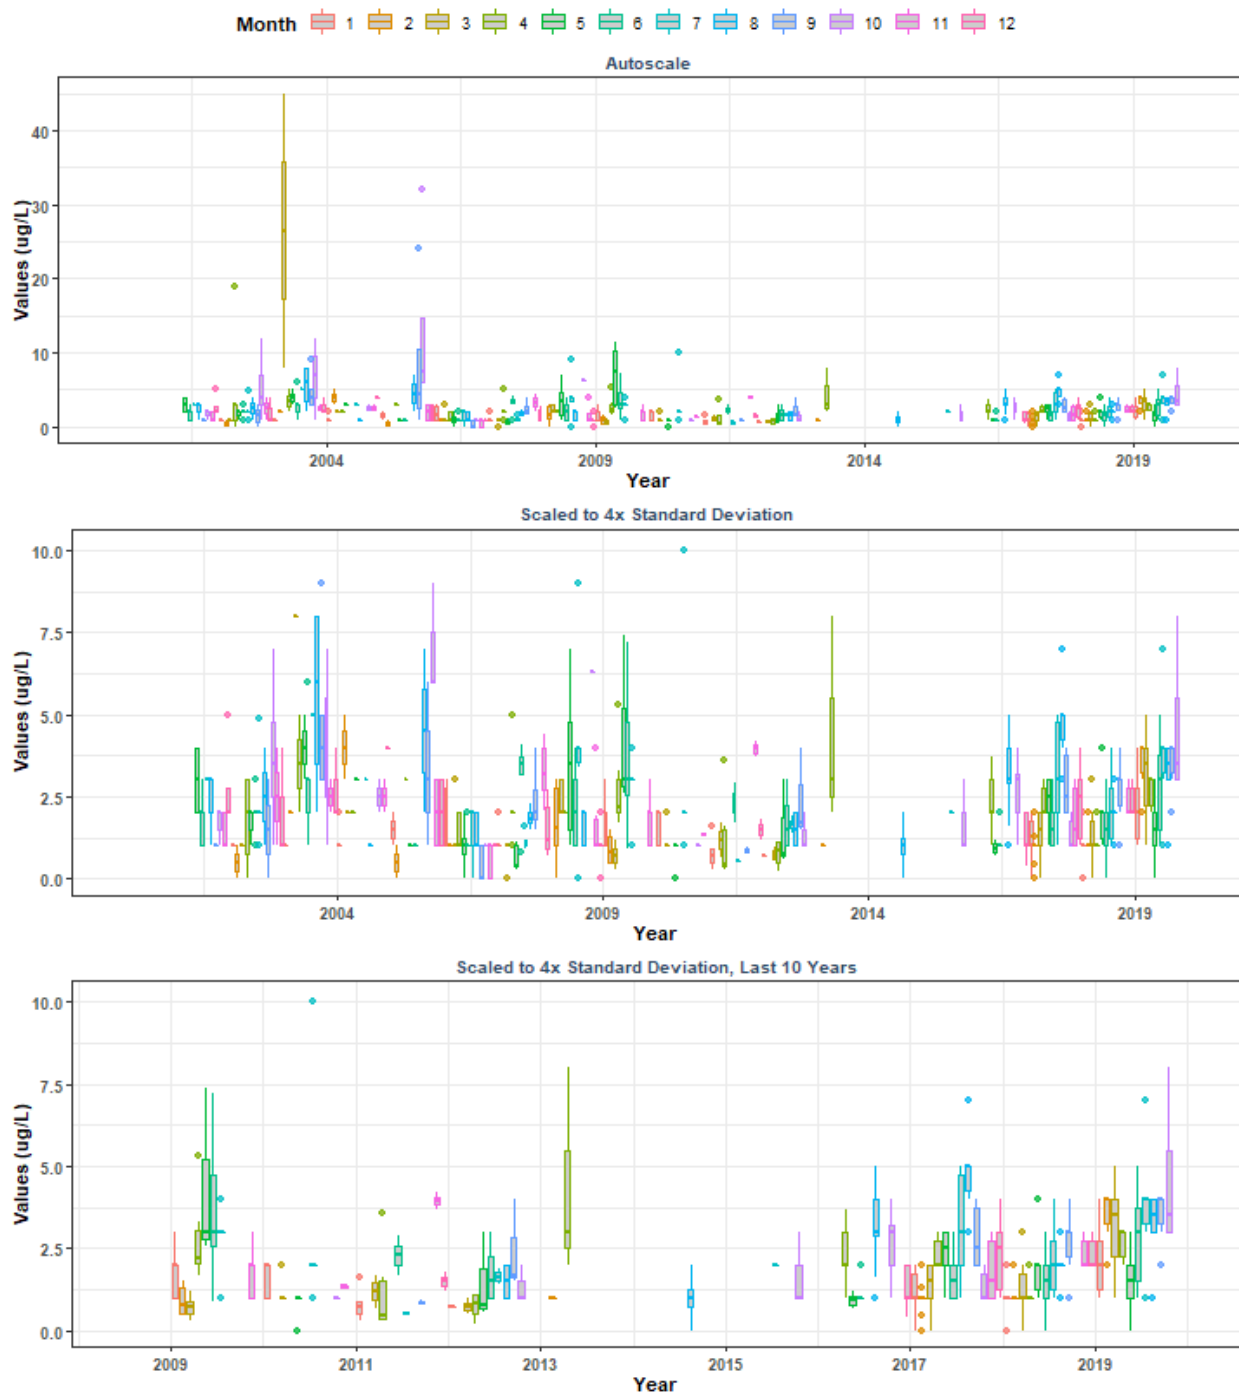 Month 1 2 3 4 5 6 7 8 9 10 11 12
Autoscale
40
30
20
10
0
Values (ug/L)
2004 2009 2014 2019
Year
Scaled to 4x Standard Deviation
10.0
7.5
5.0
2.5
0.0
Values (ug/L)
2004 2009 2014 2019
Year
Scaled to 4x Standard Deviation, Last 10 Years
10.0
7.5
5.0
2.5
0.0
Values (ug/L)
2009 2011 2013 2015 2017 2019
Year